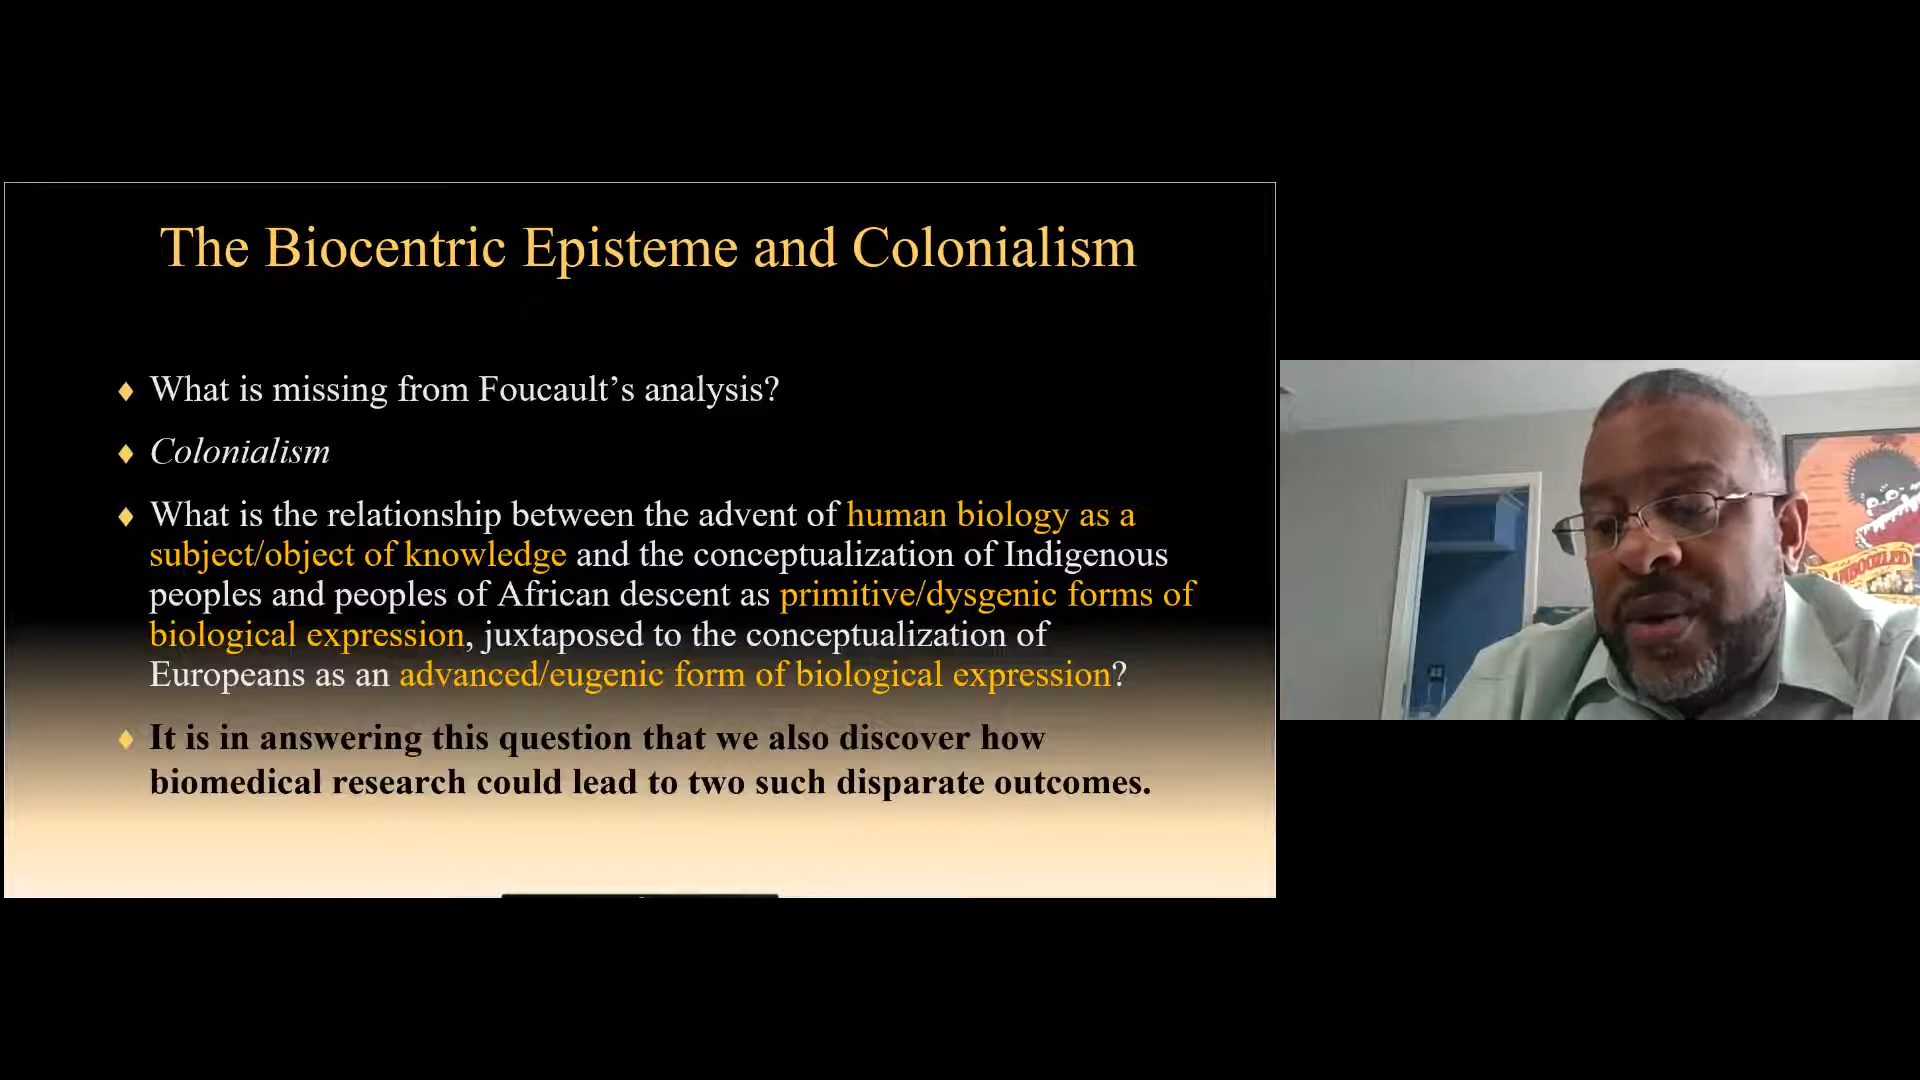 The Biocentric Episteme and Colonialism
What is missing from Foucault’s analysis?
Colonialism
What is the relationship between the advent of human biology as a
subject/object of knowledge and the conceptualization of Indigenous
peoples and peoples of African descent as primitive/dysgenic forms of
biological expression, juxtaposed to the conceptualization of
Europeans as an advanced/eugenic form of biological expression?
It is in answering this question that we also discover how
biomedical research could lead to two such disparate outcomes.